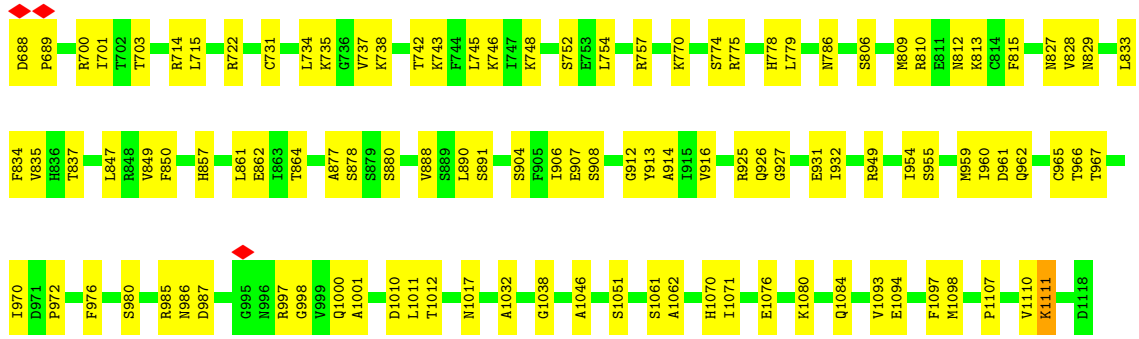 D688 P689 R700 I701 T702 T703 R714 L715 R722 C731 L734 K735 G736 V737 K738 T742 K743 F744 L745 K746 I747 K748 S752 E753 L754 R757 K770 S774 R775 H778 L779 N786 S806 M809 R810 E811 N812 K813 C814 F815 N827 V828 N829 L833
F834 V835 H836 T837 L847 R848 V849 F850 H857 L861 E862 I863 T864 A877 S878 S879 S880 V888 S889 L890 S891 S904 F905 I906 E907 S908 G912 Y913 A914 I915 V916 R925 Q926 G927 E931 I932 R949 I954 S955 M959 I960 D961 Q962 C965 T966 T967
I970 D971 P972 F976 S980 R985 N986 D987 G995 N996 R997 G998 V999 Q1000 A1001 D1010 L1011 T1012 N1017 A1032 G1038 A1046 S1051 S1061 A1062 H1070 I1071 E1076 K1080 Q1084 V1093 E1094 F1097 M1098 P1107 V1110 K1111 D1118